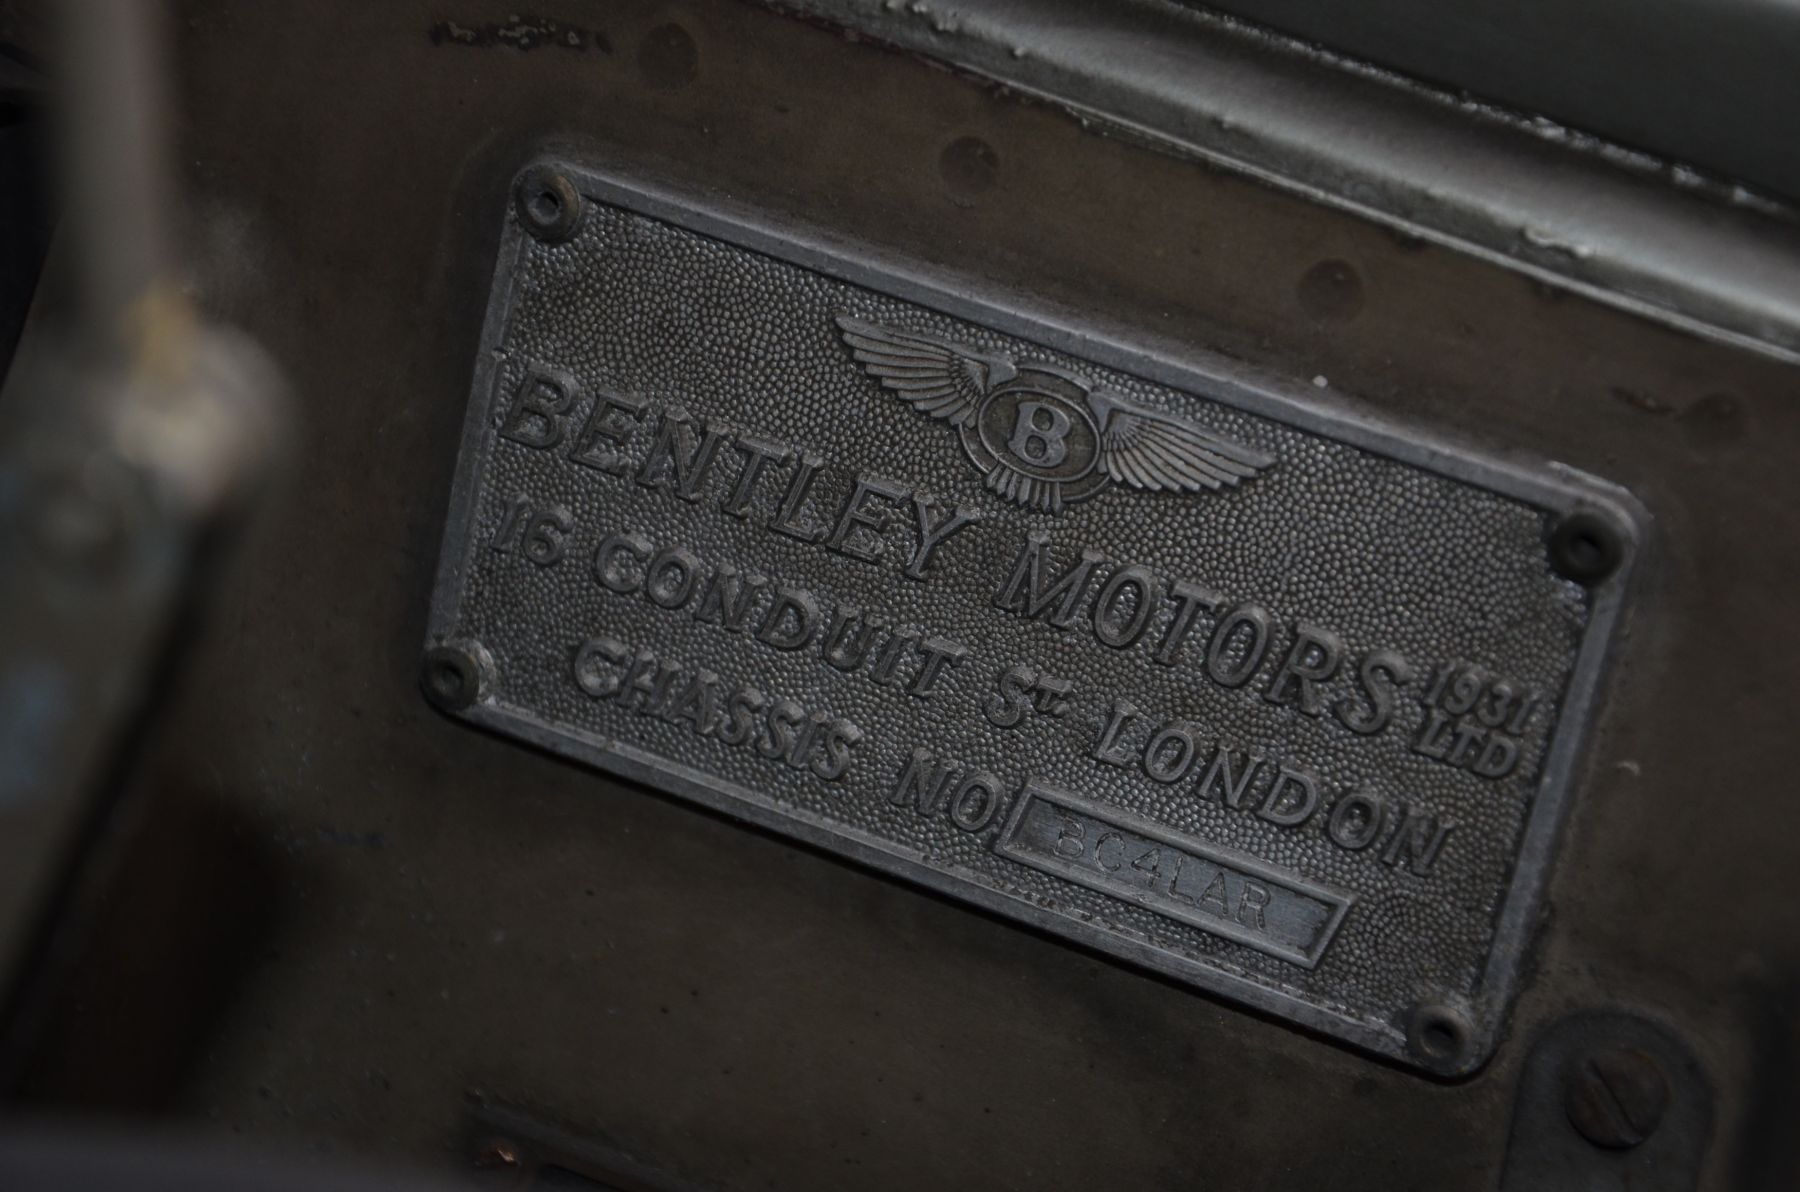 B
BENTLEY MOTORS 1931 LTD
16 CONDUIT ST LONDON
CHASSIS NO BC4LAR